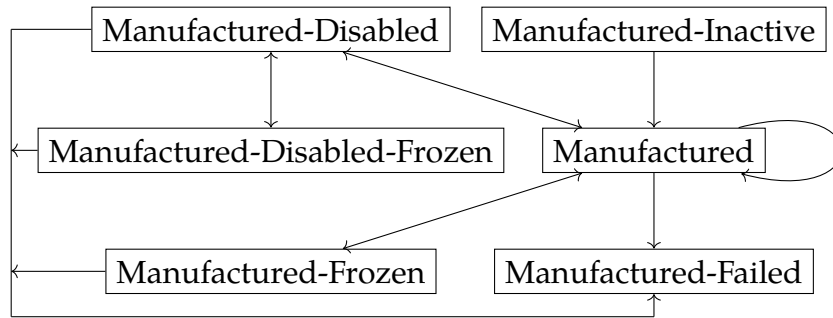 Manufactured-Disabled
Manufactured-Inactive
Manufactured-Disabled-Frozen
Manufactured
Manufactured-Frozen
Manufactured-Failed